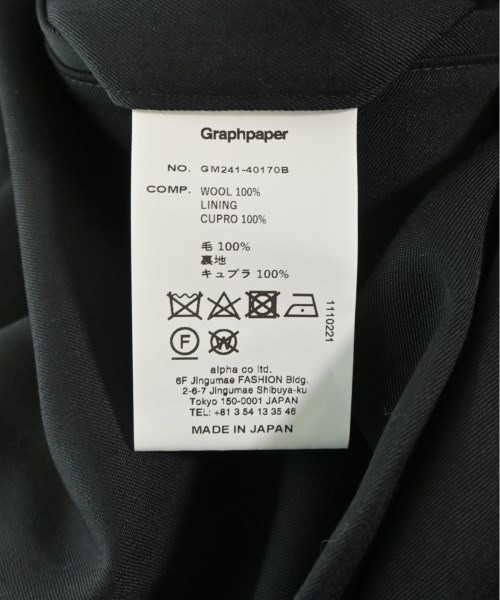 Graphpaper
NO. GM241-40170B
COMP. WOOL 100%
LINING
CUPRO 100%
毛 100%
裏地
キュプラ 100%
1110221
F W
alpha co ltd.
6F Jingumae FASHION Bldg.
2-6-7 Jingumae Shibuya-ku
Tokyo 150-0001 JAPAN
TEL: +81 3 54 13 35 46
MADE IN JAPAN